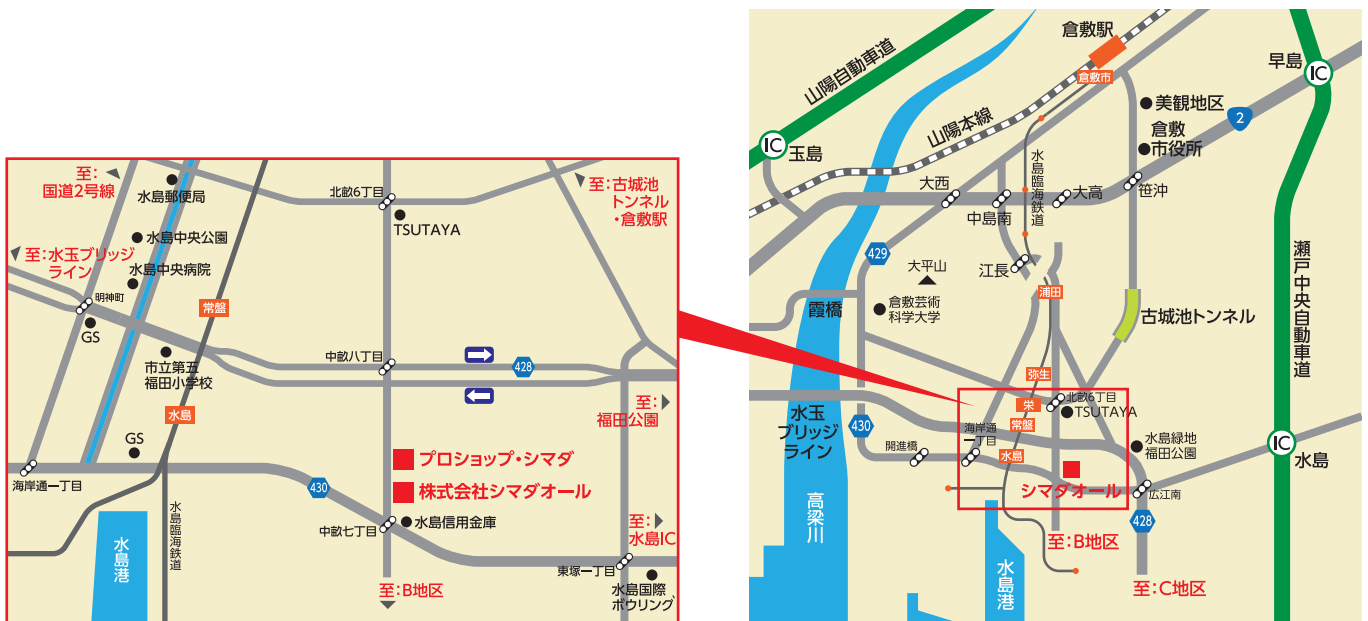 至：
国道2号線
水島郵便局
北畝6丁目
TSUTAYA
至：古城池
トンネル
・倉敷駅
水島中央公園
至：水玉ブリッジ
ライン
水島中央病院
明神町
GS
常盤
市立第五
福田小学校
中畝八丁目
428
水島
至：
福田公園
GS
海岸通一丁目
プロショップ・シマダ
株式会社シマダオール
430
水島臨海鉄道
水島港
中畝七丁目
水島信用金庫
至：
水島IC
東塚一丁目
至：B地区
水島国際
ボウリング
山陽自動車道
倉敷駅
倉敷市
早島
IC
美観地区
2
倉敷
市役所
山陽本線
IC
玉島
水島臨海鉄道
大西
中島南
大高
笹沖
429
大平山
江長
浦田
瀬戸中央自動車道
霞橋
倉敷芸術
科学大学
古城池トンネル
弥生
栄
北畝6丁目
TSUTAYA
水玉
ブリッジ
ライン
430
常盤
海岸通
一丁目
開進橋
水島
水島緑地
福田公園
IC
水島
シマダオール
広江南
高梁川
428
至：B地区
水島港
至：C地区